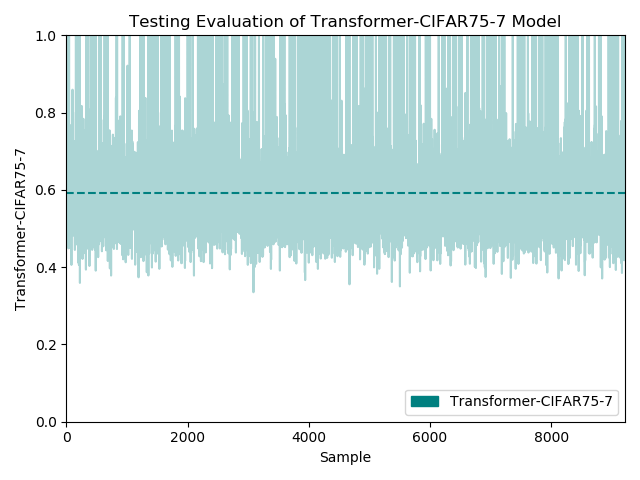 Testing Evaluation of Transformer-CIFAR75-7 Model
1.0
0.8
0.6
0.4
0.2
0.0
Transformer-CIFAR75-7
Transformer-CIFAR75-7
0
2000
4000
6000
8000
Sample